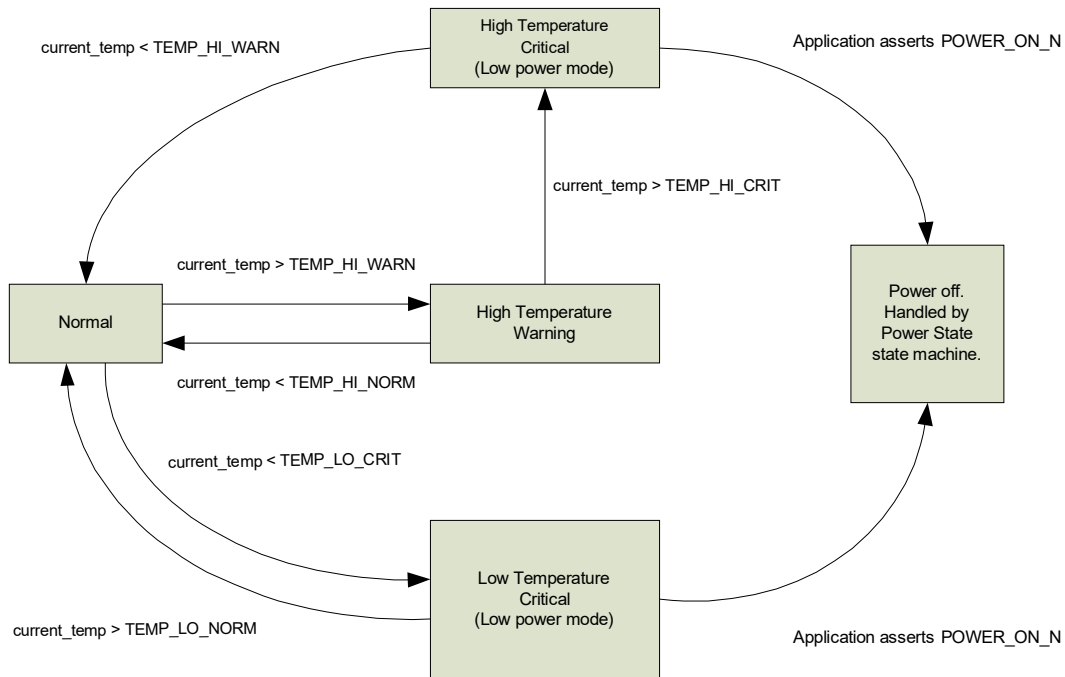 High Temperature
Critical
(Low power mode)
current_temp < TEMP_HI_WARN
Application asserts POWER_ON_N
current_temp > TEMP_HI_CRIT
current_temp > TEMP_HI_WARN
Normal
High Temperature
Warning
Power off.
Handled by
Power State
state machine.
current_temp < TEMP_HI_NORM
current_temp < TEMP_LO_CRIT
Low Temperature
Critical
(Low power mode)
current_temp > TEMP_LO_NORM
Application asserts POWER_ON_N